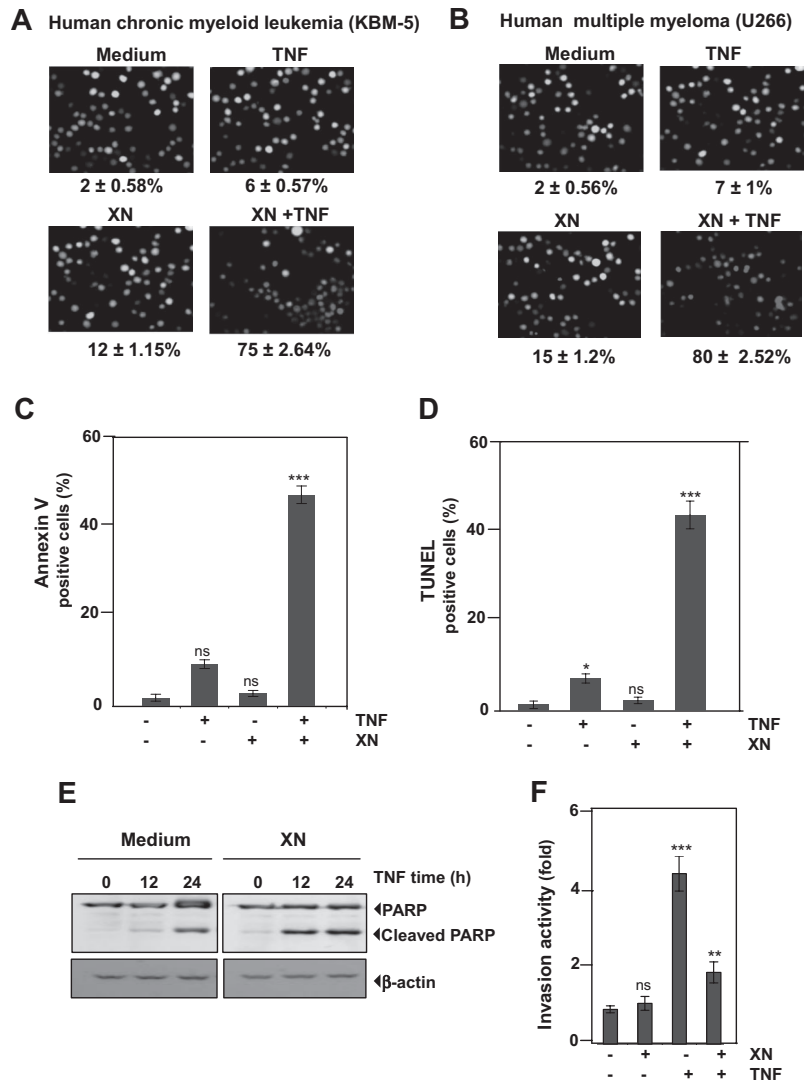 A Human chronic myeloid leukemia (KBM-5)
Medium TNF
2 ± 0.58% 6 ± 0.57%
XN XN +TNF
12 ± 1.15% 75 ± 2.64%
B Human multiple myeloma (U266)
Medium TNF
2 ± 0.56% 7 ± 1%
XN XN + TNF
15 ± 1.2% 80 ± 2.52%
C
Annexin V
positive cells (%)
60
40
20
0
ns
ns
***
- + - + TNF
- - + + XN
D
TUNEL
positive cells (%)
60
40
20
0
*
ns
***
- + - + TNF
- - + + XN
E
Medium XN
0 12 24 0 12 24 TNF time (h)
PARP
Cleaved PARP
β-actin
F
Invasion activity (fold)
6
4
2
0
ns
***
**
- + - + XN
- - + + TNF